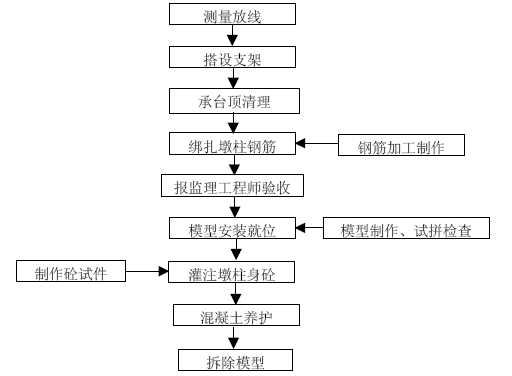 测量放线
搭设支架
承台顶清理
绑扎墩柱钢筋
钢筋加工制作
报监理工程师验收
模型安装就位
模型制作、试拼检查
制作砼试件
灌注墩柱身砼
混凝土养护
拆除模型